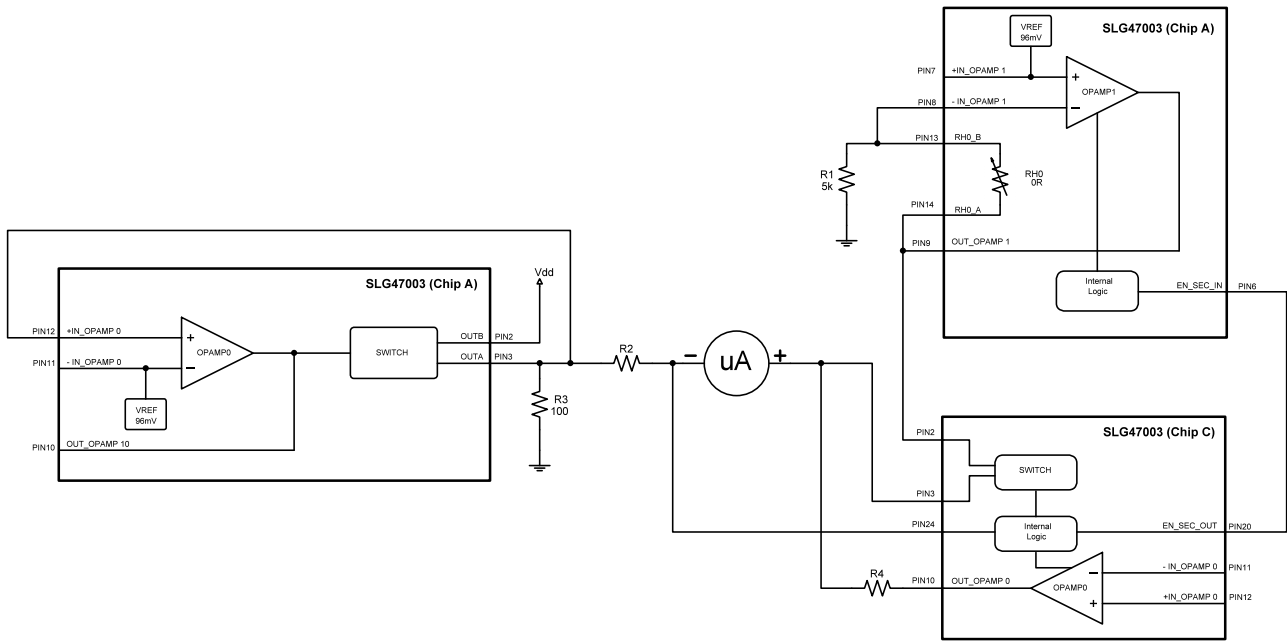 SLG47003 (Chip A)
VREF
96mV
PIN7
+IN_OPAMP 1
+
OPAMP1
PIN8
- IN_OPAMP 1
−
PIN13
RH0_B
R1
5k
RH0
0R
PIN14
RH0_A
PIN9
OUT_OPAMP 1
Internal
Logic
EN_SEC_IN
PIN6
SLG47003 (Chip A)
Vdd
PIN12
+IN_OPAMP 0
+
OPAMP0
SWITCH
OUTB
PIN2
OUTA
PIN3
PIN11
- IN_OPAMP 0
−
VREF
96mV
PIN10
OUT_OPAMP 10
R3
100
R2
−
uA
+
SLG47003 (Chip C)
PIN2
SWITCH
PIN3
PIN24
Internal
Logic
EN_SEC_OUT
PIN20
R4
PIN10
OUT_OPAMP 0
OPAMP0
−
- IN_OPAMP 0
PIN11
+
+IN_OPAMP 0
PIN12